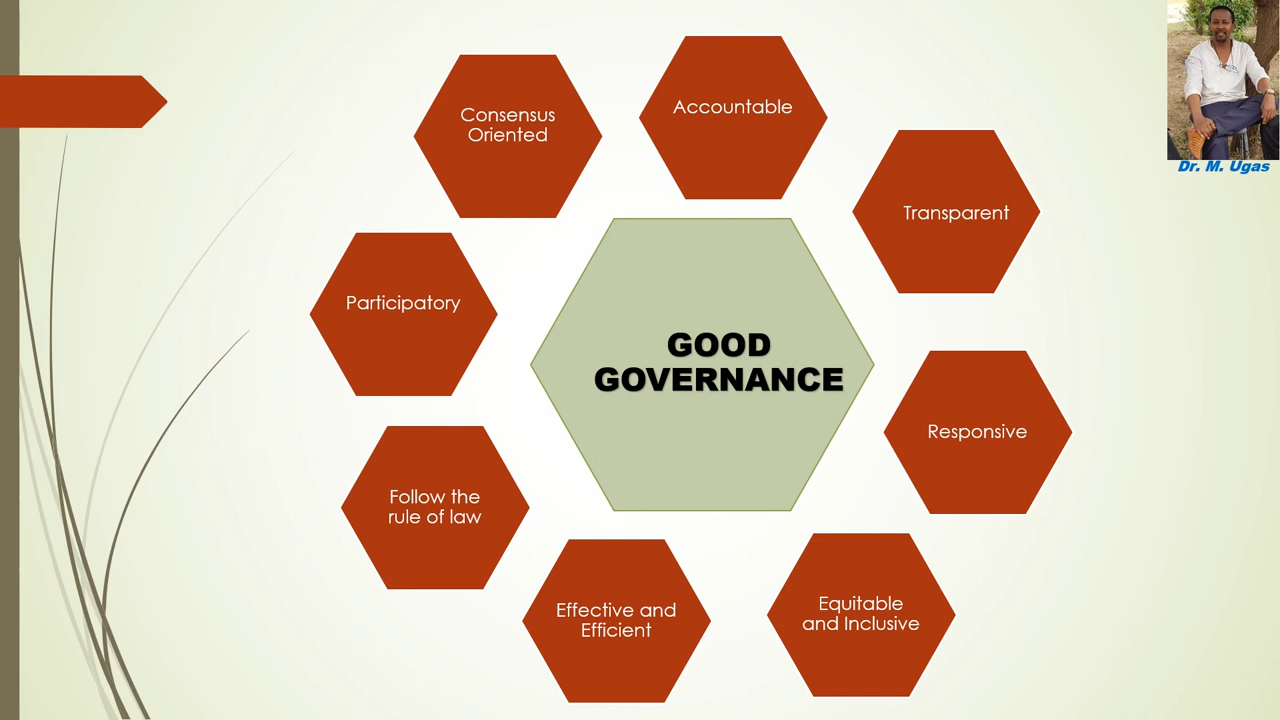 Dr. M. Ugas
Consensus
Oriented
Accountable
Transparent
Participatory
GOOD
GOVERNANCE
Responsive
Follow the
rule of law
Effective and
Efficient
Equitable
and Inclusive